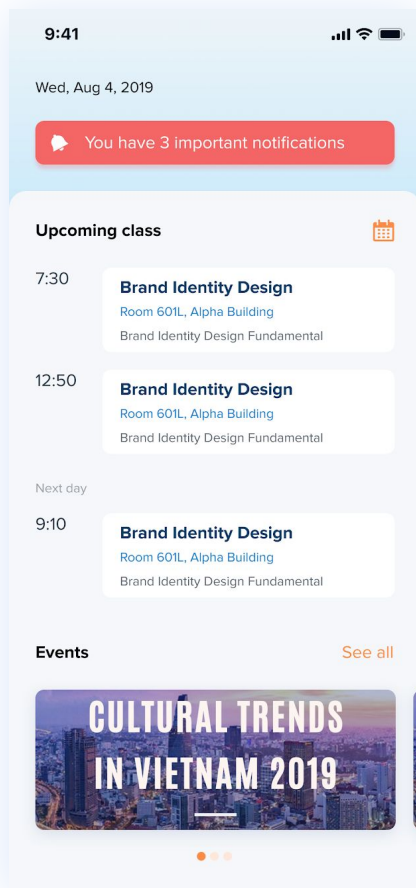 9:41
Wed, Aug 4, 2019
You have 3 important notifications
Upcoming class
7:30
Brand Identity Design
Room 601L, Alpha Building
Brand Identity Design Fundamental
12:50
Brand Identity Design
Room 601L, Alpha Building
Brand Identity Design Fundamental
Next day
9:10
Brand Identity Design
Room 601L, Alpha Building
Brand Identity Design Fundamental
Events
See all
CULTURAL TRENDS
IN VIETNAM 2019